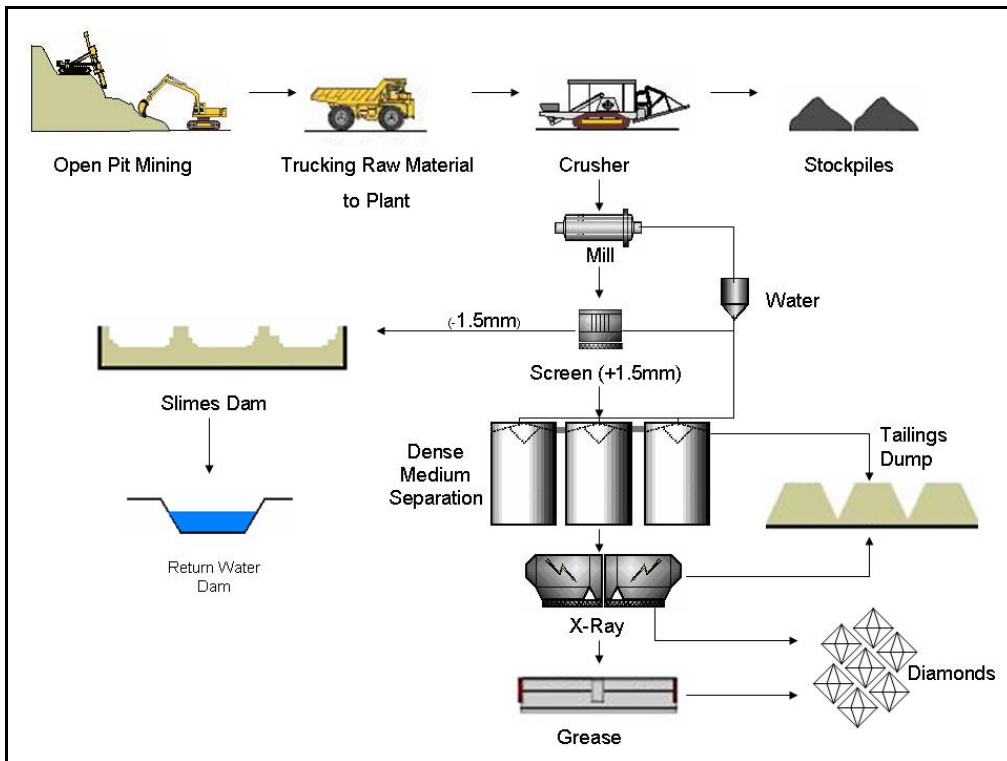 Open Pit Mining
Trucking Raw Material
to Plant
Crusher
Stockpiles
Mill
Water
(-1.5mm)
Screen (+1.5mm)
Slimes Dam
Dense
Medium
Separation
Tailings
Dump
Return Water
Dam
X-Ray
Diamonds
Grease